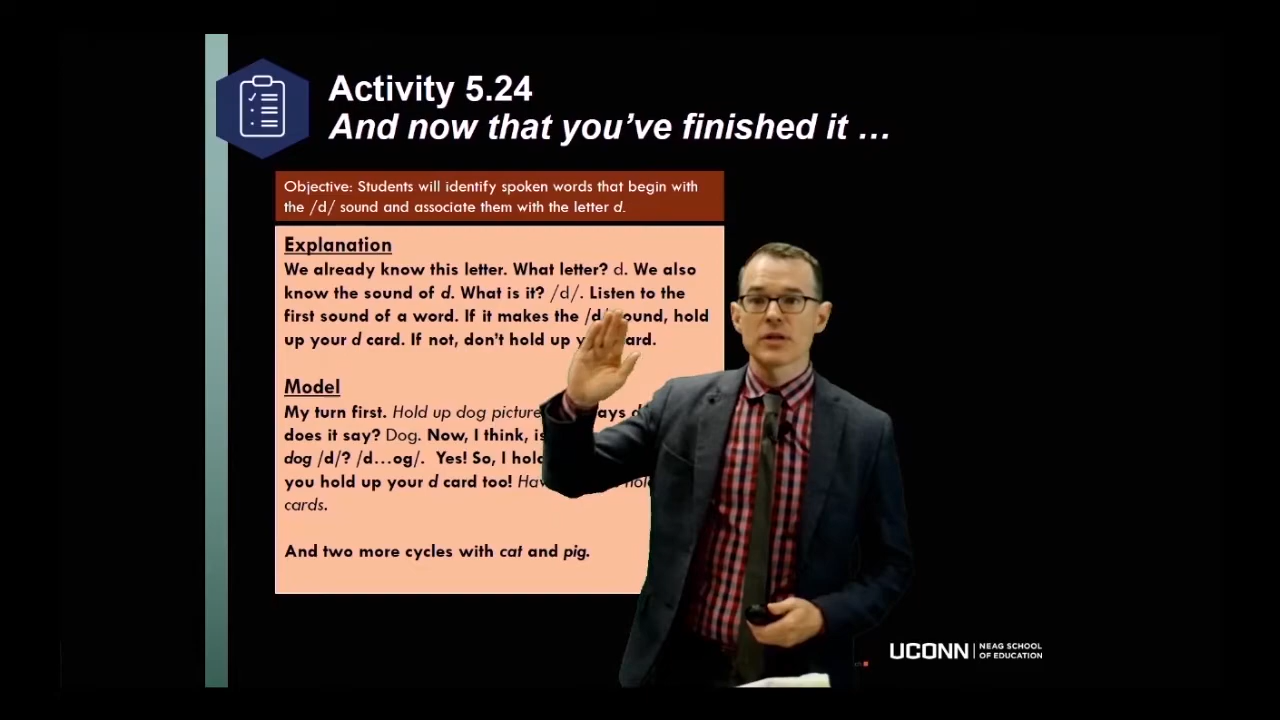 Activity 5.24
And now that you’ve finished it …
Objective: Students will identify spoken words that begin with
the /d/ sound and associate them with the letter d.
Explanation
We already know this letter. What letter? d. We also
know the sound of d. What is it? /d/. Listen to the
first sound of a word. If it makes the /d/ sound, hold
up your d card. If not, don’t hold up your card.
Model
My turn first. Hold up dog picture
does it say? Dog. Now, I think,
dog /d/? /d…og/. Yes! So, I
you hold up your d card too!
cards.
And two more cycles with cat and pig.
UCONN
NEAG SCHOOL
OF EDUCATION